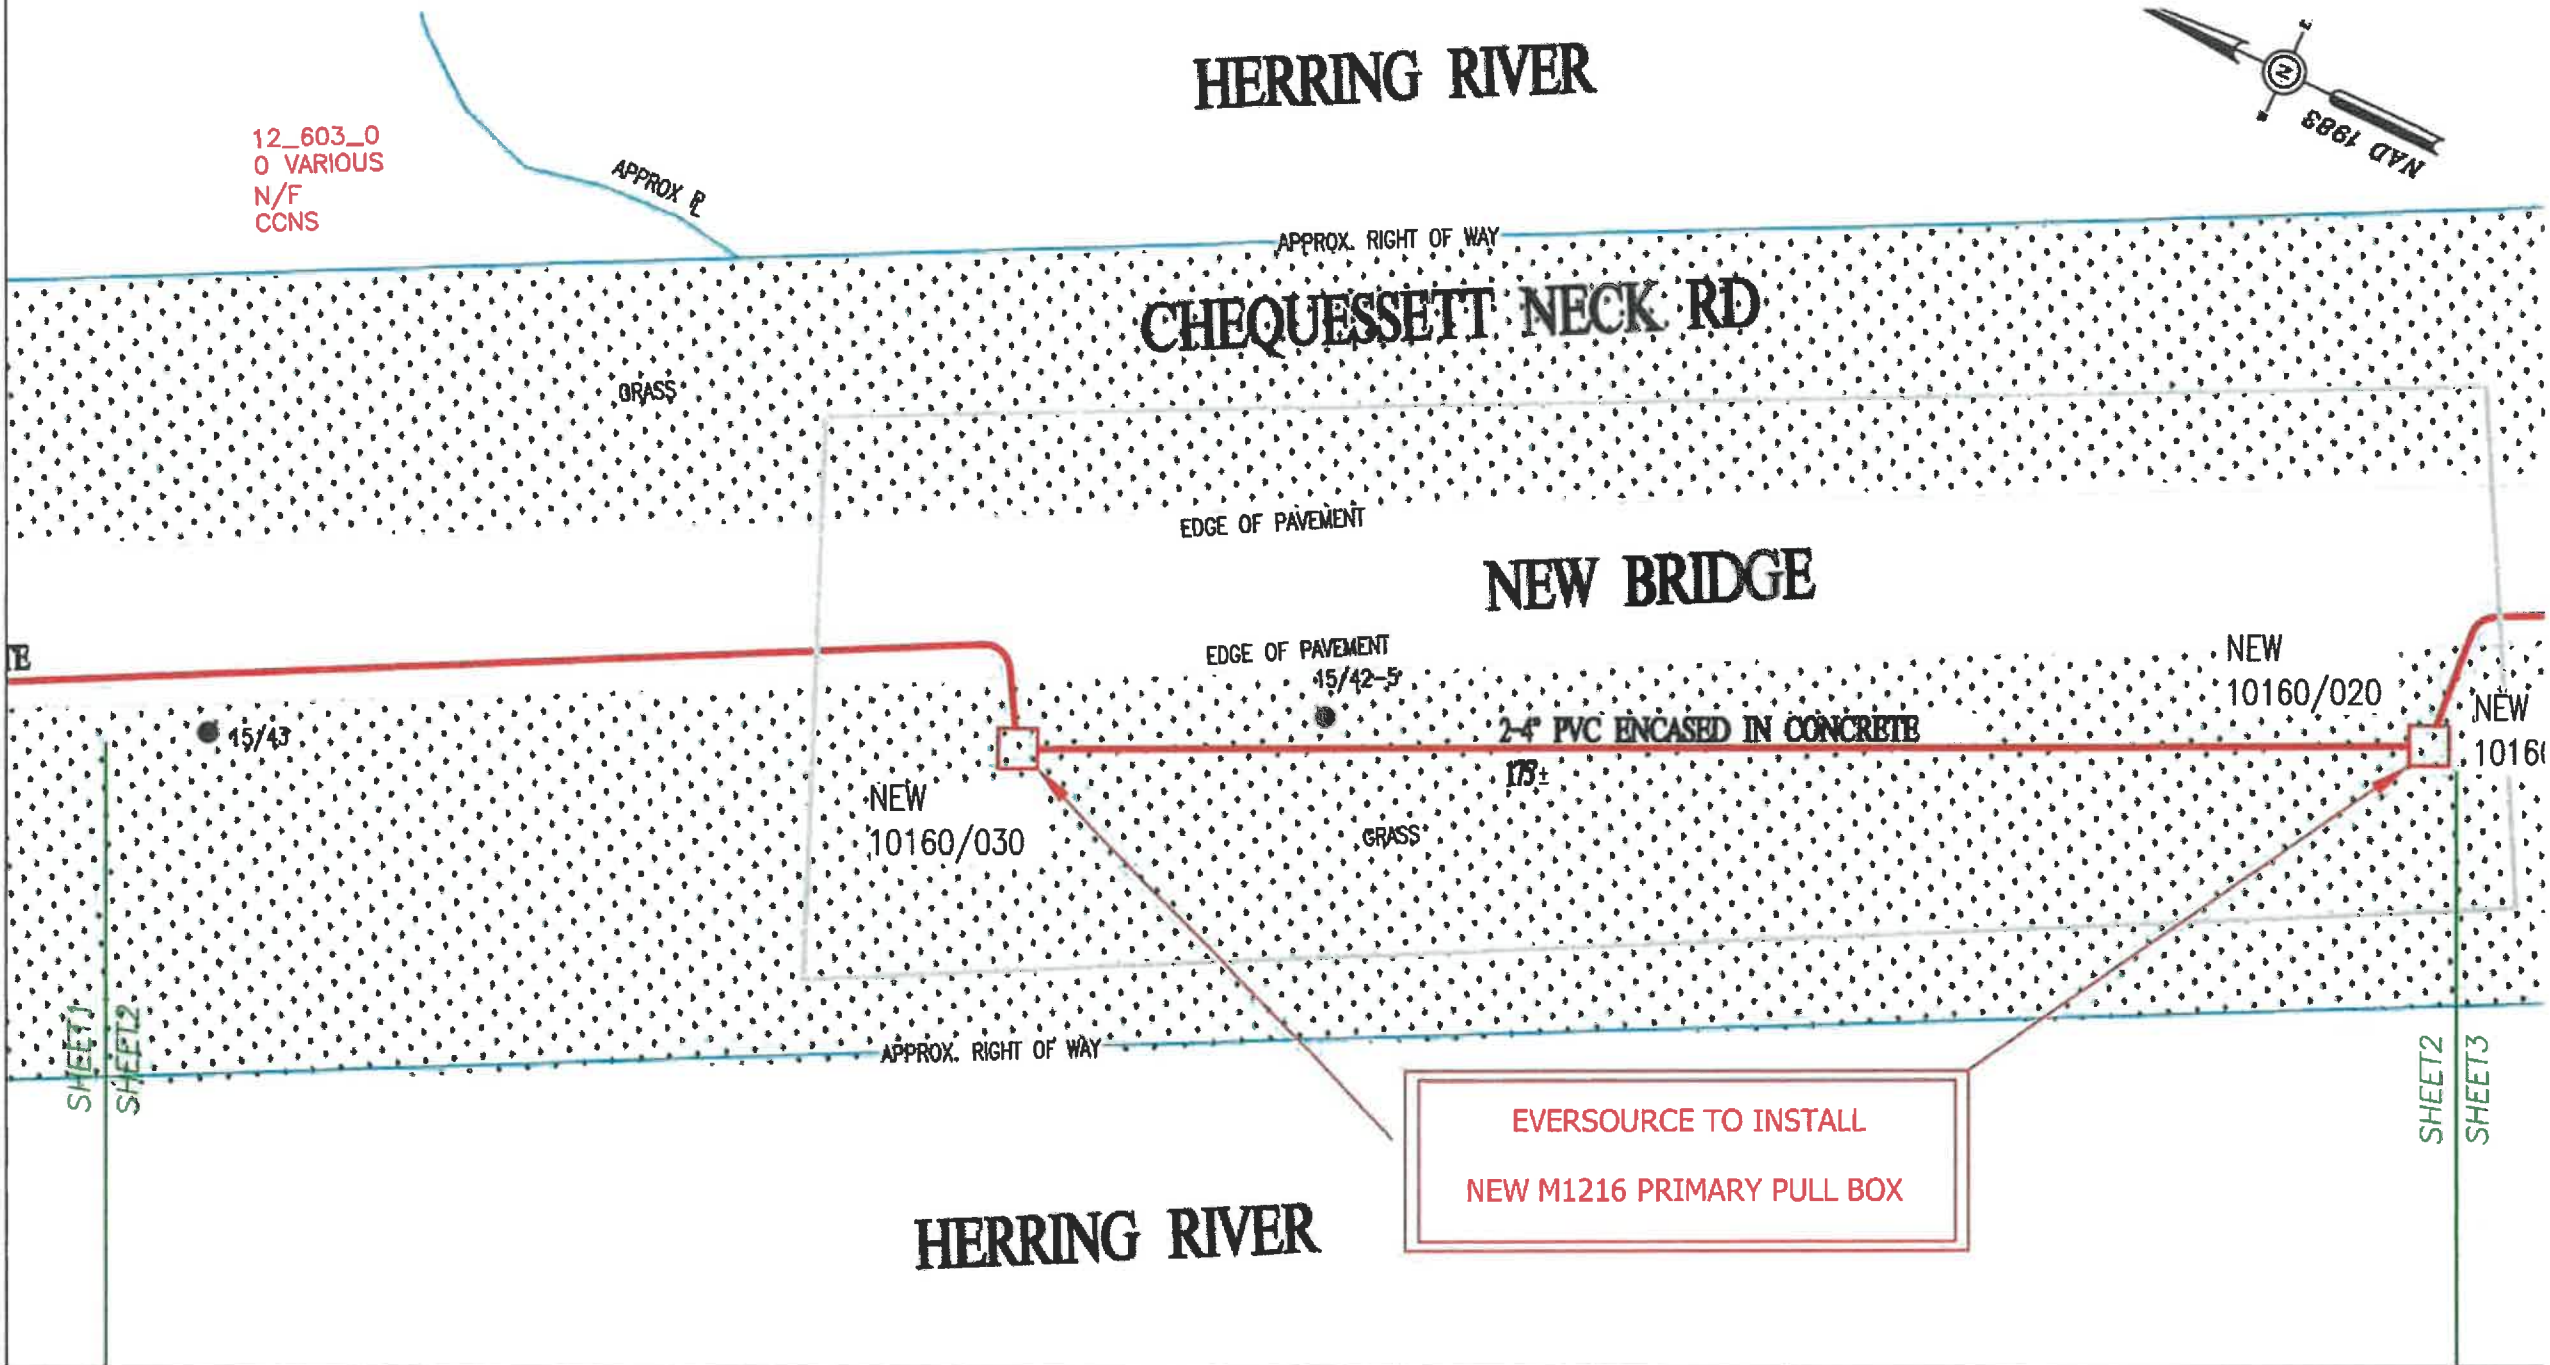 HERRING RIVER
12_603_0
0 VARIOUS
N/F
CCNS
APPROX PL
N
NAD 1983
APPROX. RIGHT OF WAY
CHEQUESSETT NECK RD
GRASS
EDGE OF PAVEMENT
NEW BRIDGE
TE
EDGE OF PAVEMENT
15/42-5
NEW
10160/020
NEW
10160
15/43
2-4" PVC ENCASED IN CONCRETE
175'±
NEW
10160/030
GRASS
APPROX. RIGHT OF WAY
SHEET1
SHEET2
SHEET2
SHEET3
EVERSOURCE TO INSTALL
NEW M1216 PRIMARY PULL BOX
HERRING RIVER